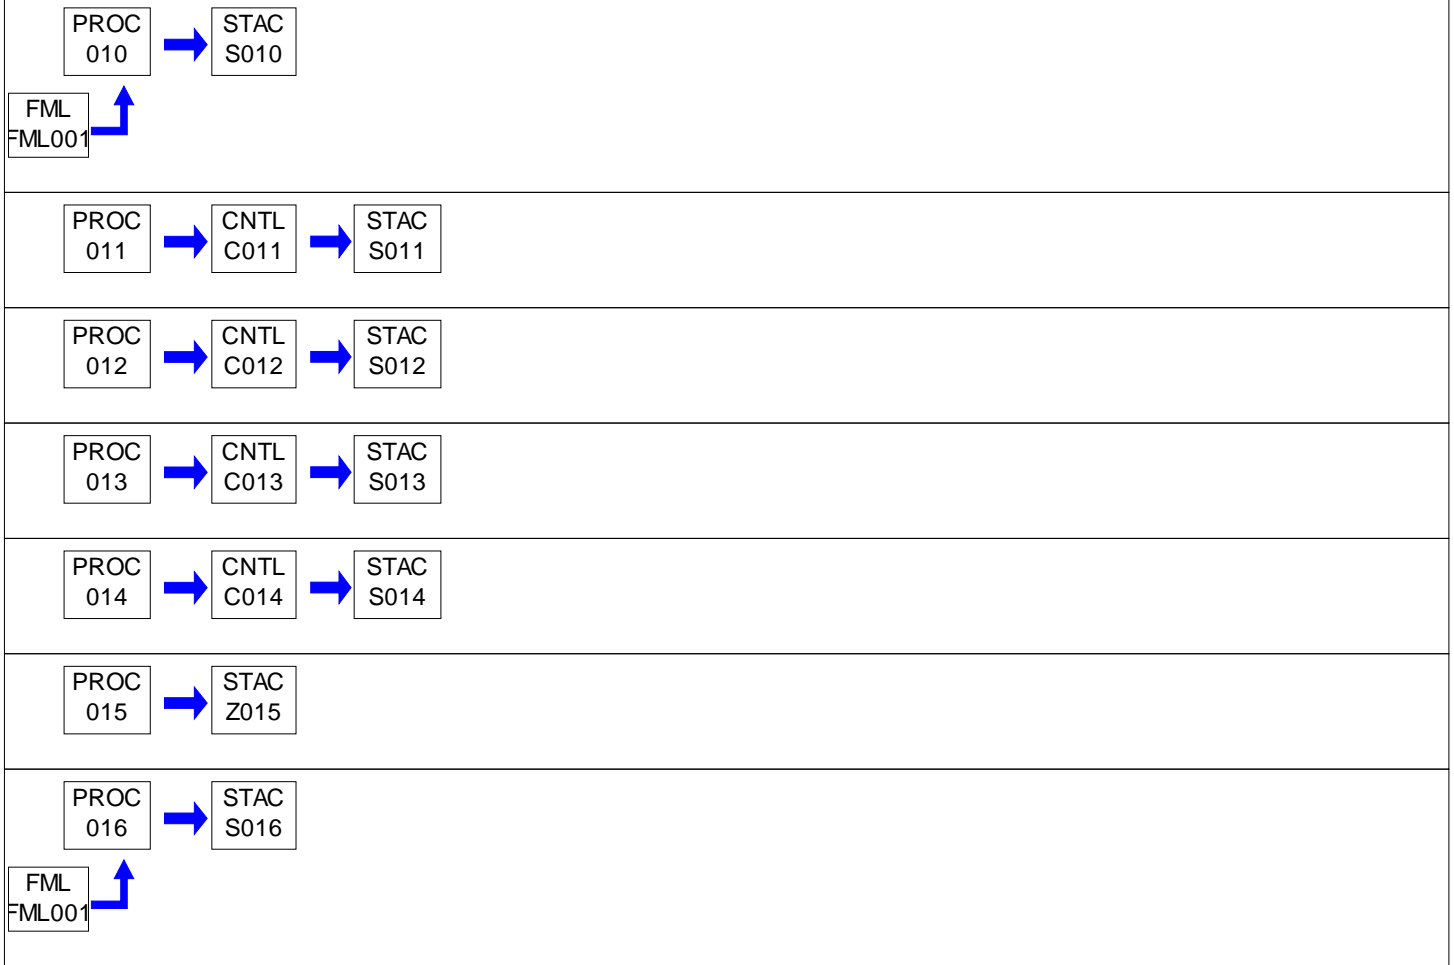 PROC
010
STAC
S010
FML
FML001
PROC
011
CNTL
C011
STAC
S011
PROC
012
CNTL
C012
STAC
S012
PROC
013
CNTL
C013
STAC
S013
PROC
014
CNTL
C014
STAC
S014
PROC
015
STAC
Z015
PROC
016
STAC
S016
FML
FML001